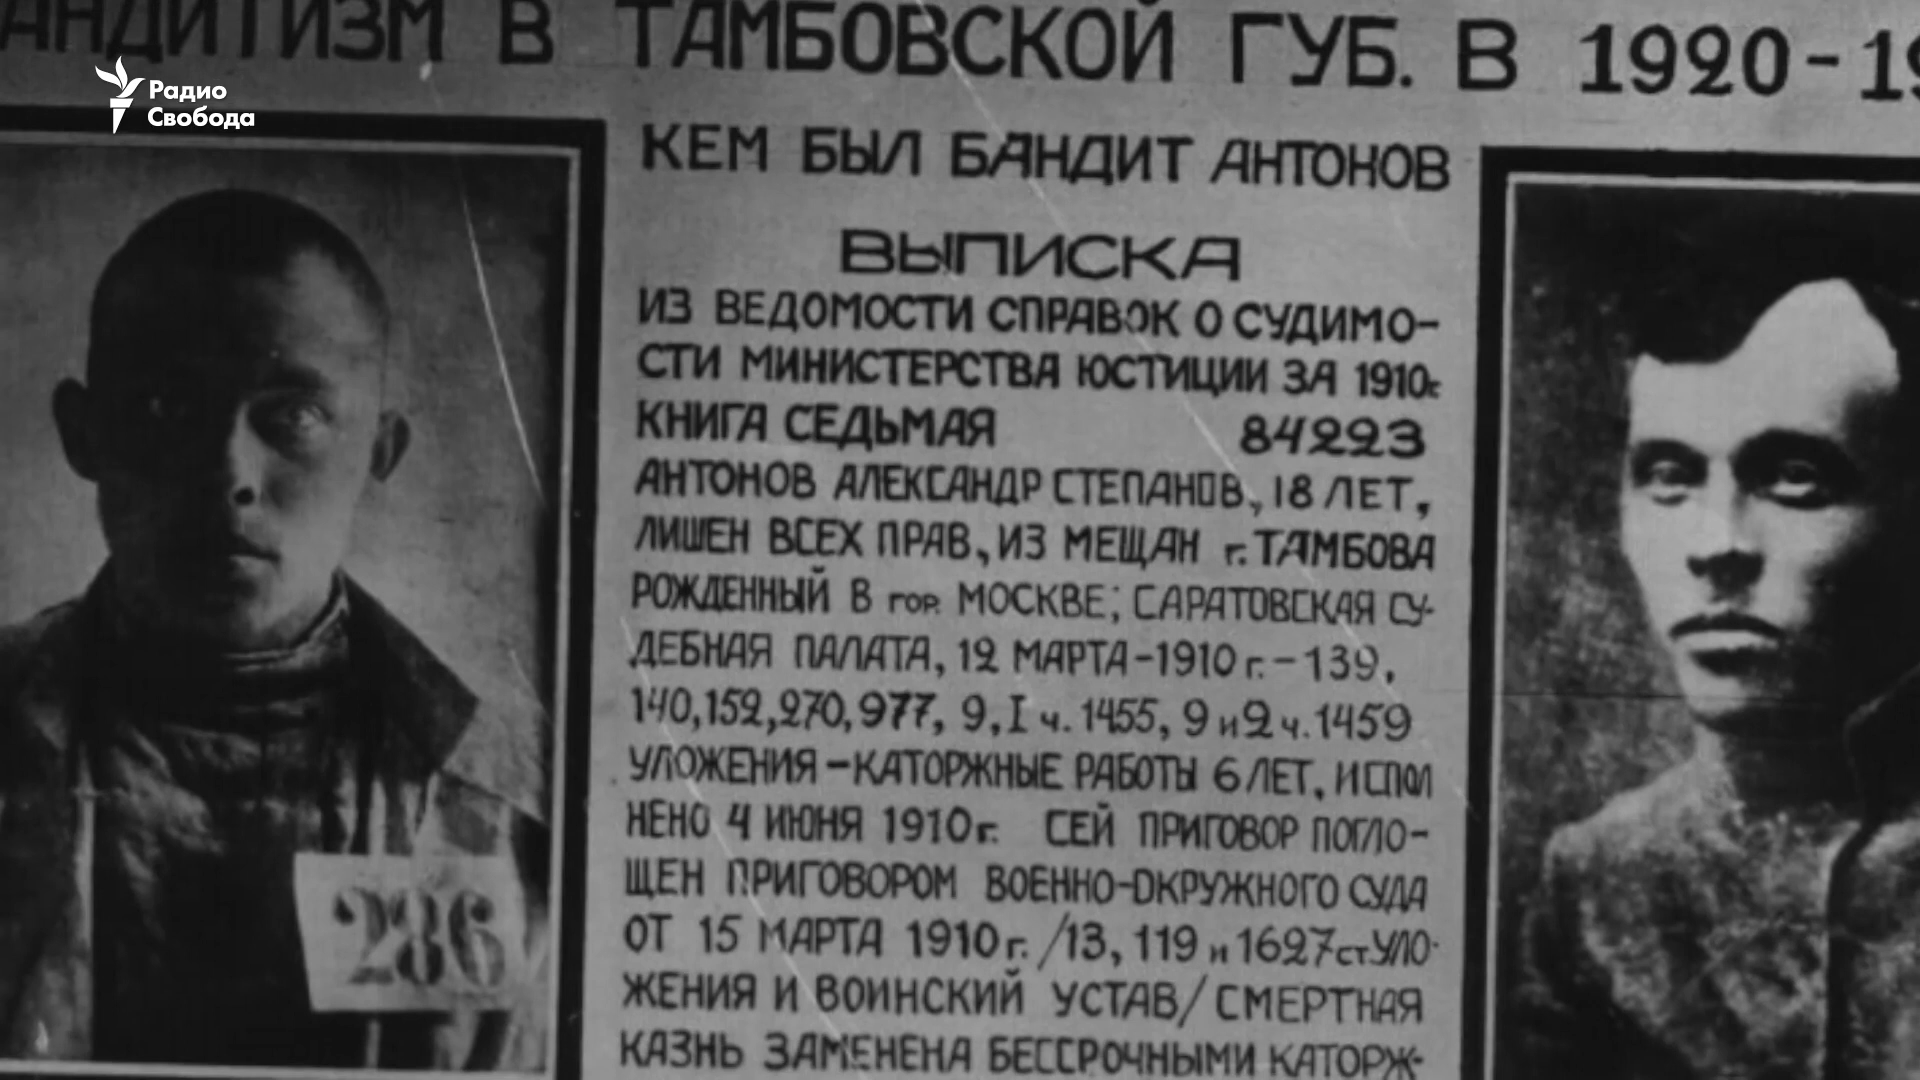 АНДИТИЗМ В ТАМБОВСКОЙ ГУБ. В 1920-19
Радио
Свобода
КЕМ БЫЛ БАНДИТ АНТОНОВ
ВЫПИСКА
ИЗ ВЕДОМОСТИ СПРАВОК О СУДИМО-
СТИ МИНИСТЕРСТВА ЮСТИЦИИ ЗА 1910г.
КНИГА СЕДЬМАЯ 84223
АНТОНОВ АЛЕКСАНДР СТЕПАНОВ, 18 ЛЕТ,
ЛИШЕН ВСЕХ ПРАВ, ИЗ МЕЩАН г. ТАМБОВА
РОЖДЕННЫЙ В гор. МОСКВЕ; САРАТОВСКАЯ СУ-
ДЕБНАЯ ПАЛАТА, 12 МАРТА-1910 г.-139,
140,152,270,977, 9,I ч. 1455, 9 и 2 ч. 1459
УЛОЖЕНИЯ-КАТОРЖНЫЕ РАБОТЫ 6 ЛЕТ, ИСПОЛ
НЕНО 4 ИЮНЯ 1910 г. СЕЙ ПРИГОВОР ПОГЛО-
ЩЕН ПРИГОВОРОМ ВОЕННО-ОКРУЖНОГО СУДА
ОТ 15 МАРТА 1910 г. /13, 119 и 1627 ст УЛО-
ЖЕНИЯ И ВОИНСКИЙ УСТАВ/ СМЕРТНАЯ
КАЗНЬ ЗАМЕНЕНА БЕССРОЧНЫМИ КАТОРЖ-
286